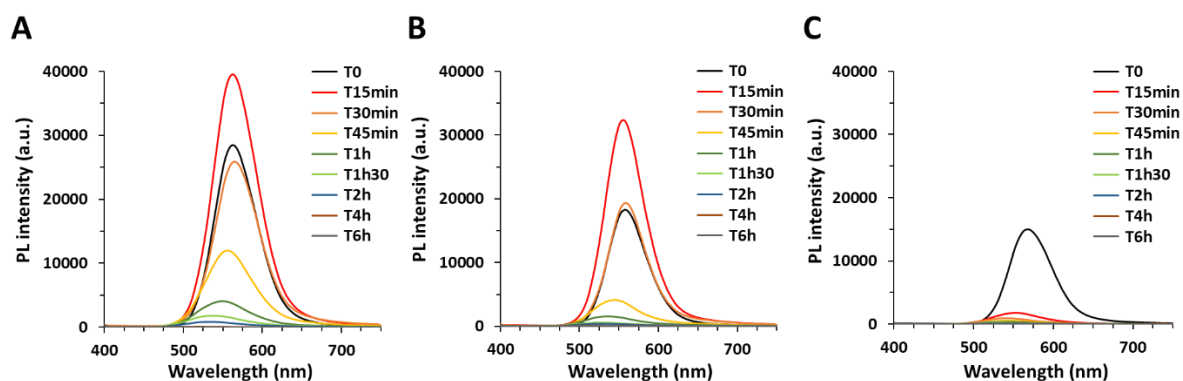 A
PL intensity (a.u.)
40000
30000
20000
10000
0
400
500
600
700
Wavelength (nm)
T0
T15min
T30min
T45min
T1h
T1h30
T2h
T4h
T6h
B
PL intensity (a.u.)
40000
30000
20000
10000
0
400
500
600
700
Wavelength (nm)
T0
T15min
T30min
T45min
T1h
T1h30
T2h
T4h
T6h
C
PL intensity (a.u.)
40000
30000
20000
10000
0
400
500
600
700
Wavelength (nm)
T0
T15min
T30min
T45min
T1h
T1h30
T2h
T4h
T6h